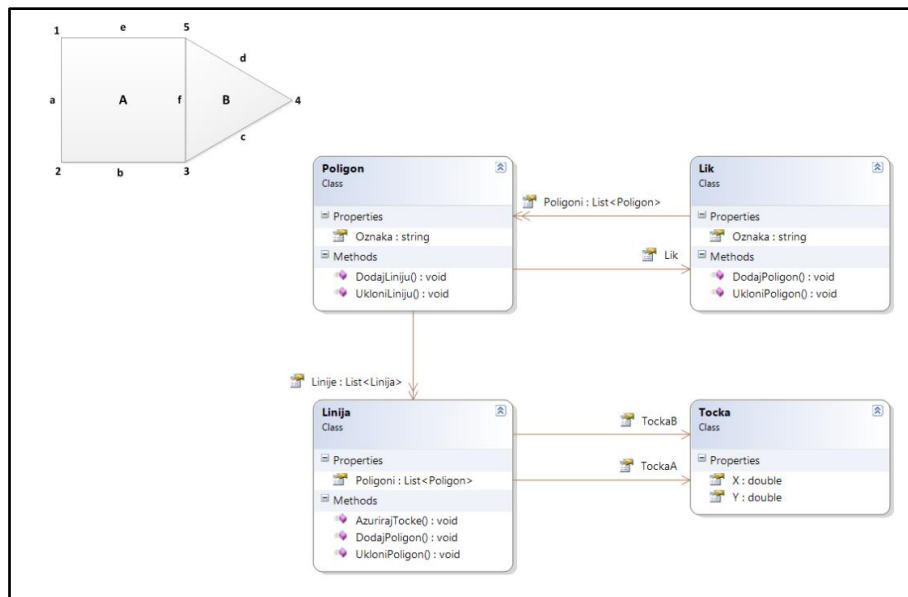 1 e 5
d
a A f B 4
c
2 b 3
Poligon
Class
Properties
Oznaka : string
Methods
DodajLiniju() : void
UkloniLiniju() : void
Poligoni : List<Poligon>
Lik
Lik
Class
Properties
Oznaka : string
Methods
DodajPoligon() : void
UkloniPoligon() : void
Linije : List<Linija>
Linija
Class
Properties
Poligoni : List<Poligon>
Methods
AzurirajTocke() : void
DodajPoligon() : void
UkloniPoligon() : void
TockaB
TockaA
Tocka
Class
Properties
X : double
Y : double